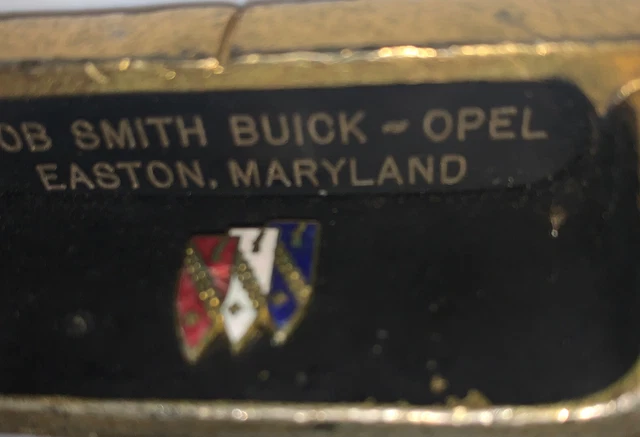 OB SMITH BUICK ~ OPEL
EASTON, MARYLAND